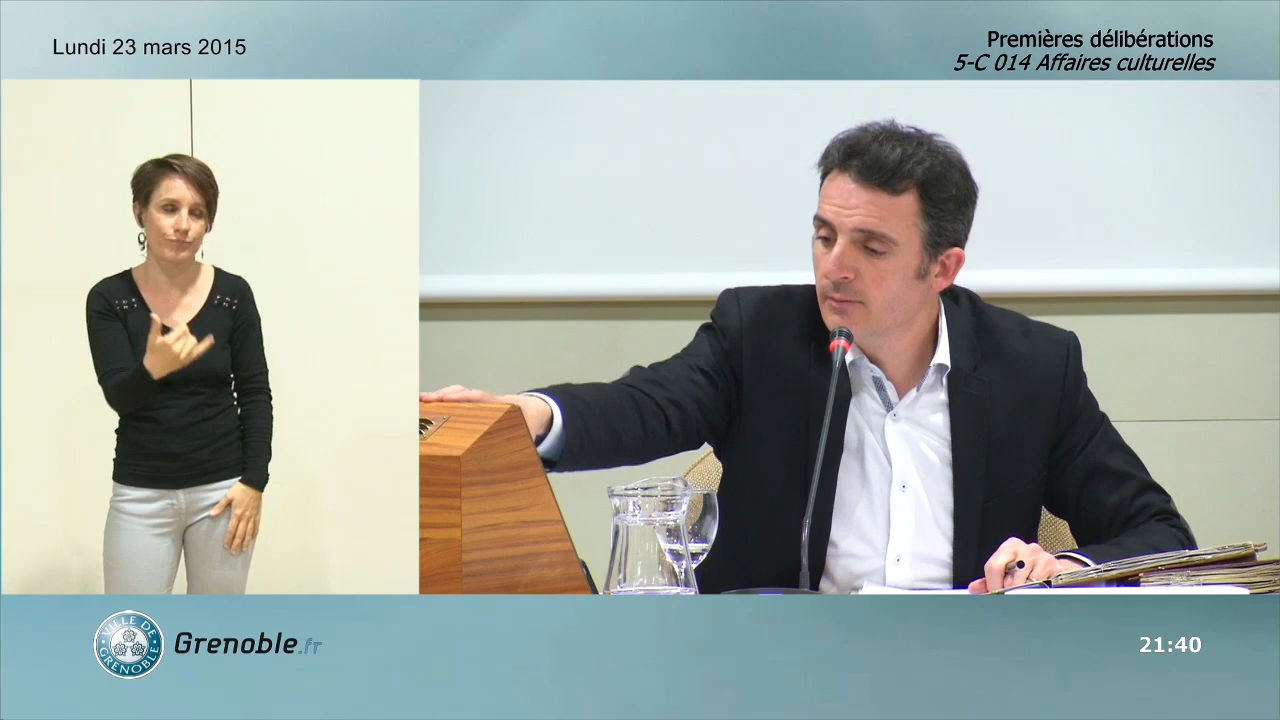 Lundi 23 mars 2015
Premières délibérations
5-C 014 Affaires culturelles
VILLE DE
GRENOBLE
Grenoble.fr
21:40